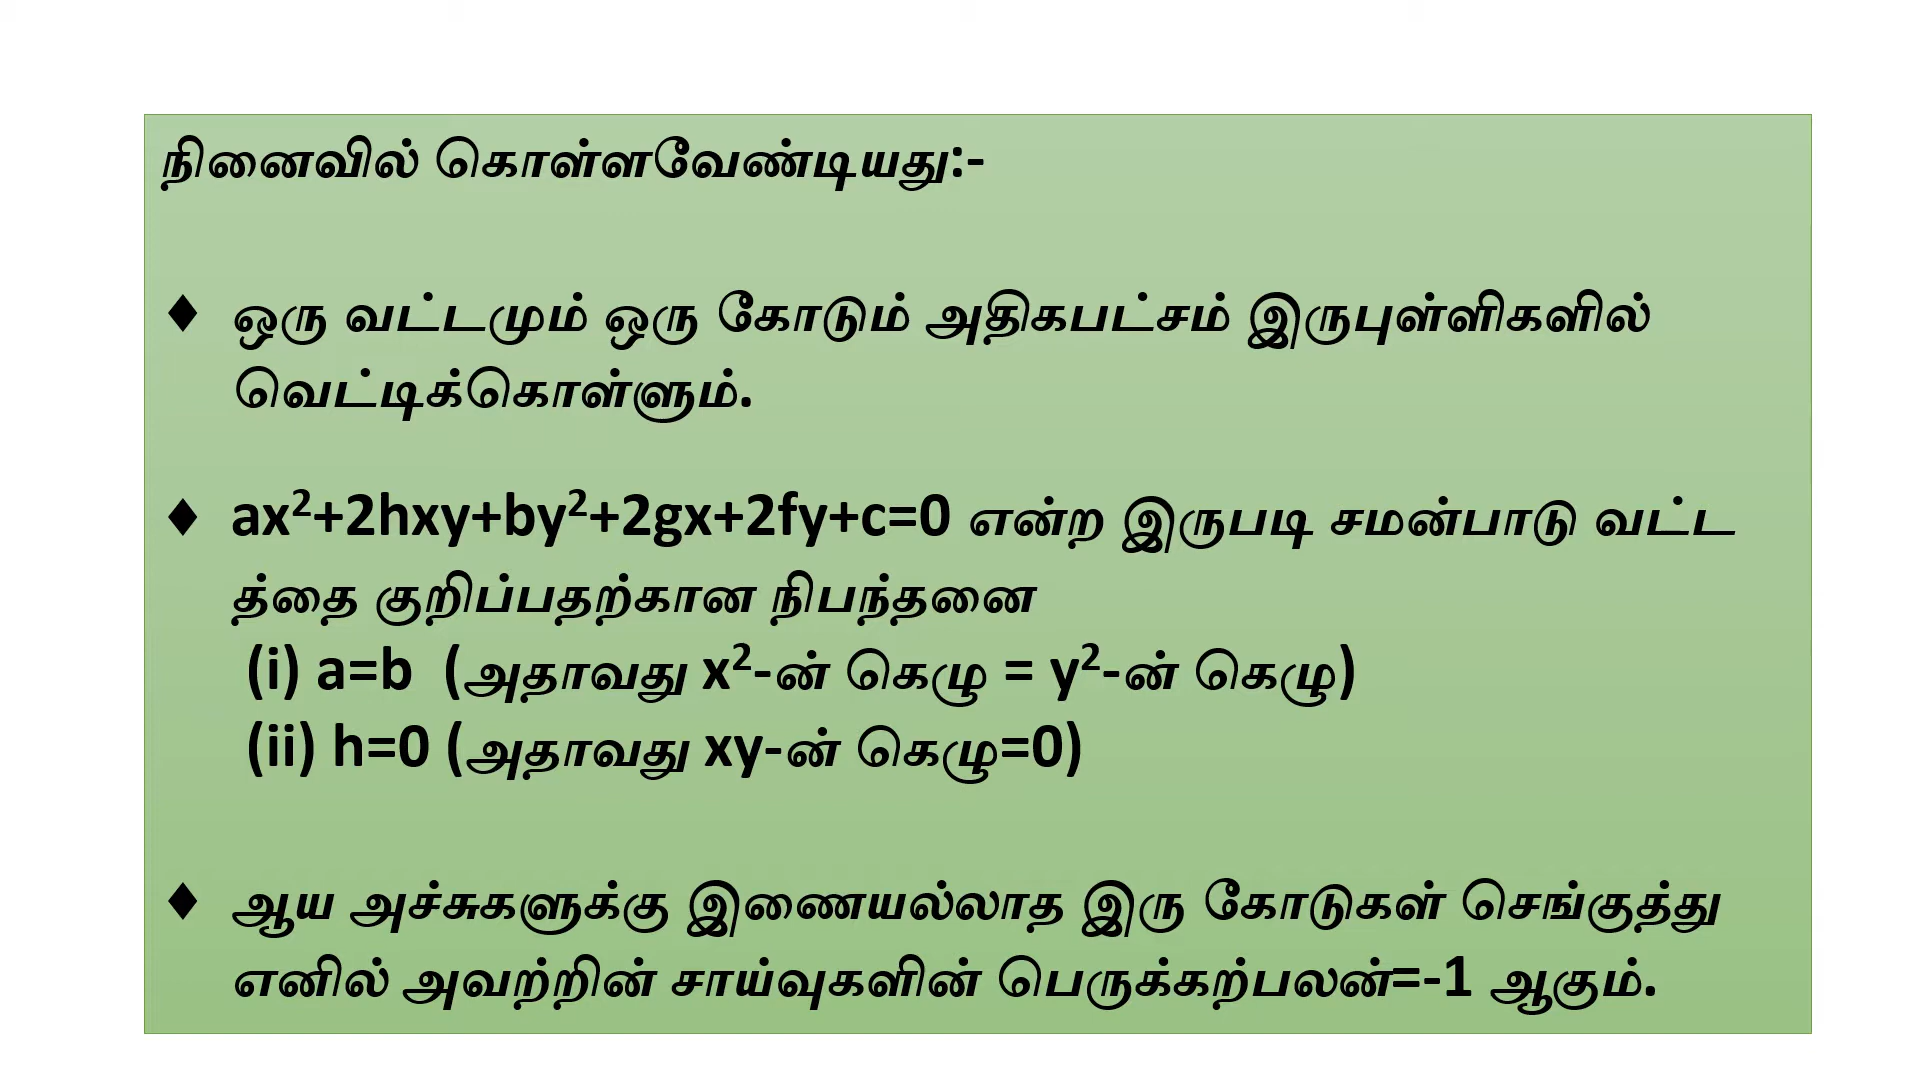 நினைவில் கொள்ளவேண்டியது:-
♦ ஒரு வட்டமும் ஒரு கோடும் அதிகபட்சம் இருபுள்ளிகளில்
வெட்டிக்கொள்ளும்.
♦ ax²+2hxy+by²+2gx+2fy+c=0 என்ற இருபடி சமன்பாடு வட்ட
த்தை குறிப்பதற்கான நிபந்தனை
(i) a=b (அதாவது x²-ன் கெழு = y²-ன் கெழு)
(ii) h=0 (அதாவது xy-ன் கெழு=0)
♦ ஆய அச்சுகளுக்கு இணையல்லாத இரு கோடுகள் செங்குத்து
எனில் அவற்றின் சாய்வுகளின் பெருக்கற்பலன்=-1 ஆகும்.